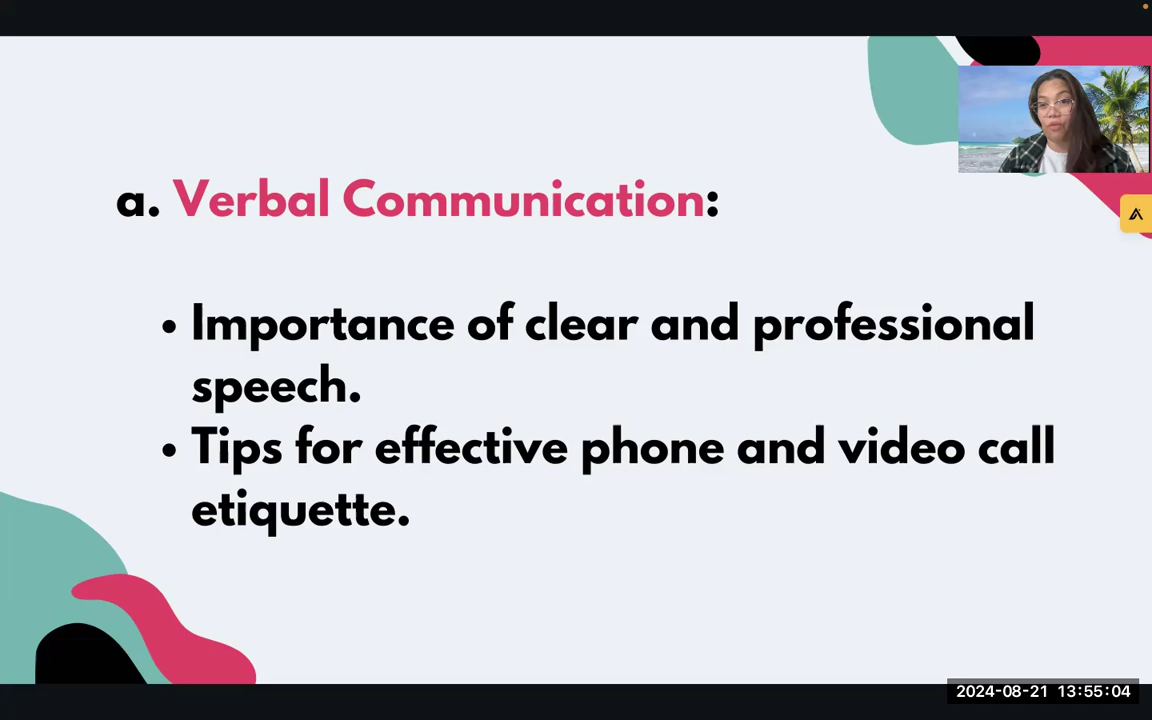 a. Verbal Communication:
• Importance of clear and professional
speech.
• Tips for effective phone and video call
etiquette.
2024-08-21 13:55:04